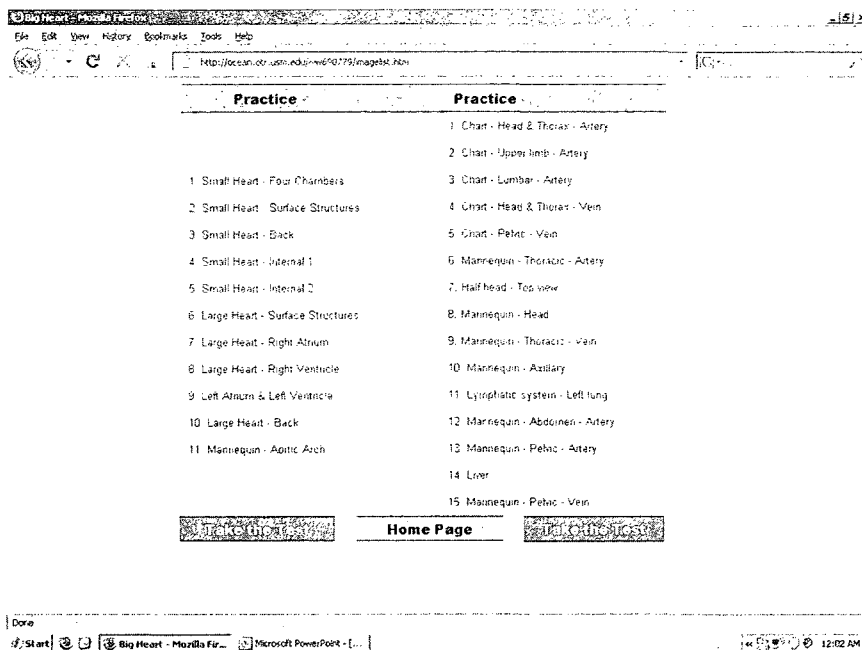 Big Heart - Mozilla Firefox
File Edit View History Bookmarks Tools Help
Practice
1 Small Heart - Four Chambers
2 Small Heart - Surface Structures
3 Small Heart - Back
4 Small Heart - Internal 1
5 Small Heart - Internal 2
6 Large Heart - Surface Structures
7 Large Heart - Right Atrium
8 Large Heart - Right Ventricle
9 Left Atrium & Left Ventricle
10 Large Heart - Back
11 Mannequin - Aortic Arch
Practice
1 Chart - Head & Thorax - Artery
2 Chart - Upper limb - Artery
3 Chart - Lumbar - Artery
4 Chart - Head & Thorax - Vein
5 Chart - Pelvic - Vein
6 Mannequin - Thoracic - Artery
7. Half head - Top view
8. Mannequin - Head
9. Mannequin - Thoracic - Vein
10 Mannequin - Axillary
11 Lymphatic system - Left lung
12 Mannequin - Abdomen - Artery
13 Mannequin - Pelvic - Artery
14 Liver
15 Mannequin - Pelvic - Vein
Take the Test
Home Page
Take the Test
Done
Start
Big Heart - Mozilla Fir...
Microsoft PowerPoint - [...
12:02 AM